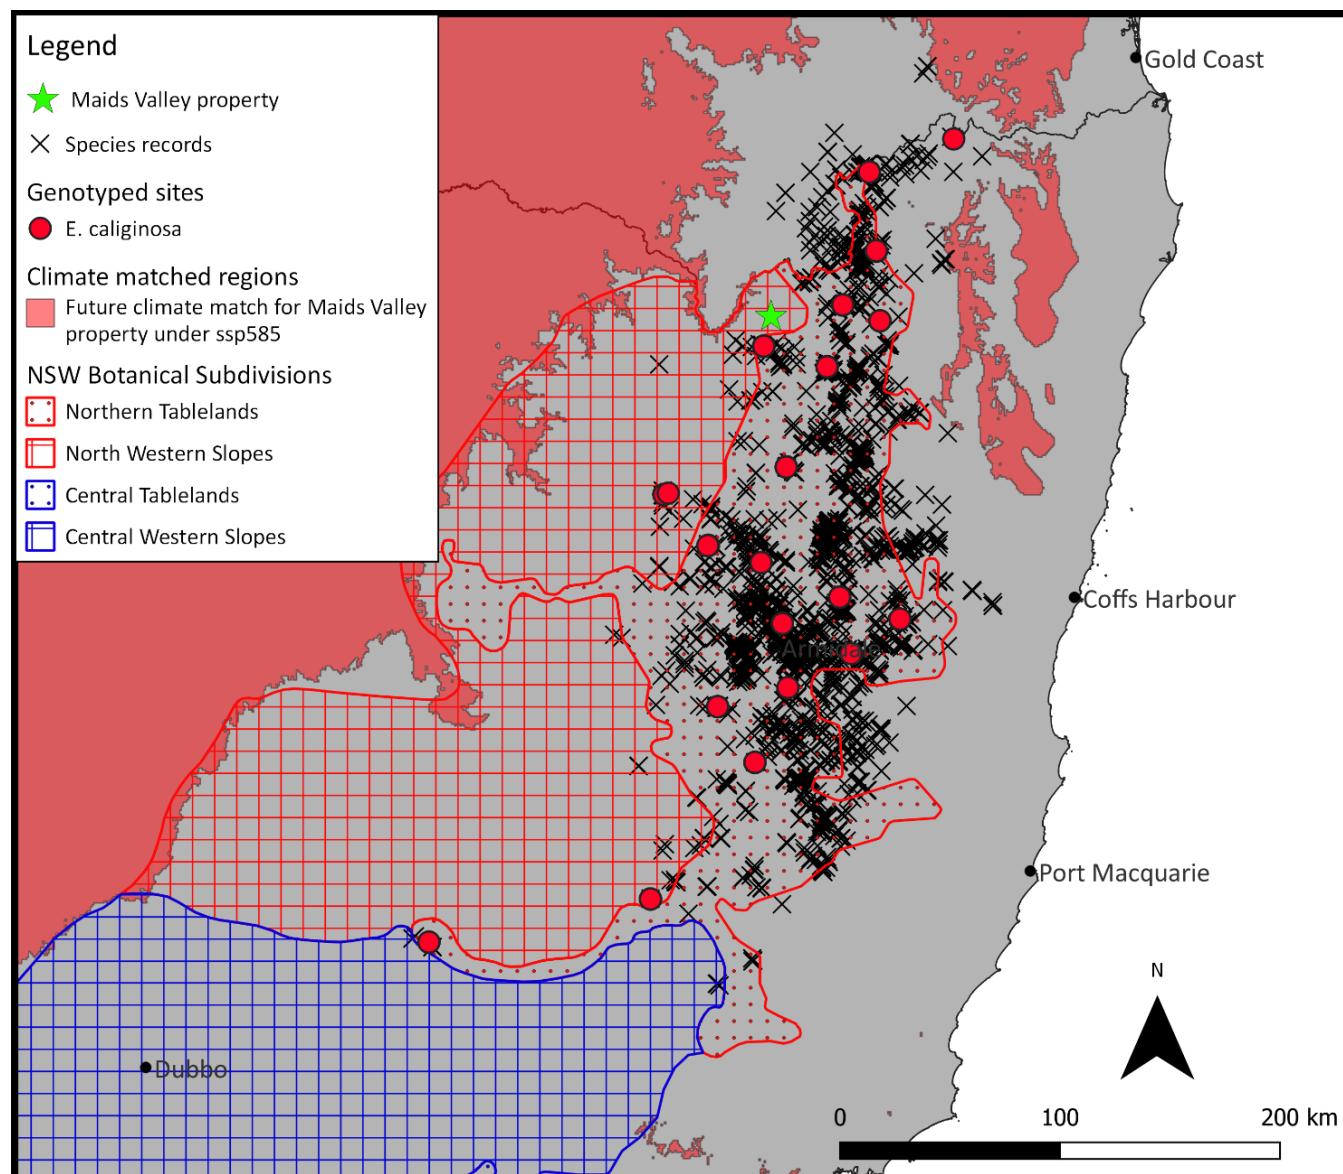 Legend
Maids Valley property
Species records
Genotyped sites
E. caliginosa
Climate matched regions
Future climate match for Maids Valley
property under ssp585
NSW Botanical Subdivisions
Northern Tablelands
North Western Slopes
Central Tablelands
Central Western Slopes
Gold Coast
Coffs Harbour
Armidale
Port Macquarie
Dubbo
N
0 100 200 km